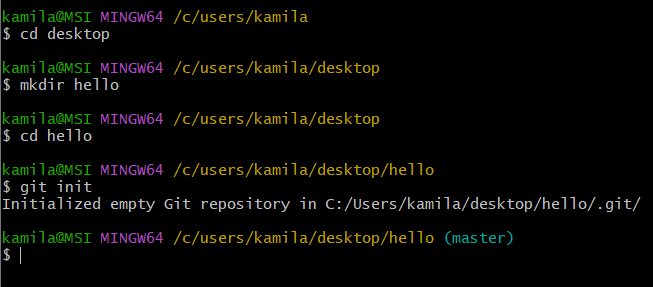 kamila@MSI MINGW64 /c/users/kamila
$ cd desktop
kamila@MSI MINGW64 /c/users/kamila/desktop
$ mkdir hello
kamila@MSI MINGW64 /c/users/kamila/desktop
$ cd hello
kamila@MSI MINGW64 /c/users/kamila/desktop/hello
$ git init
Initialized empty Git repository in C:/Users/kamila/desktop/hello/.git/
kamila@MSI MINGW64 /c/users/kamila/desktop/hello (master)
$